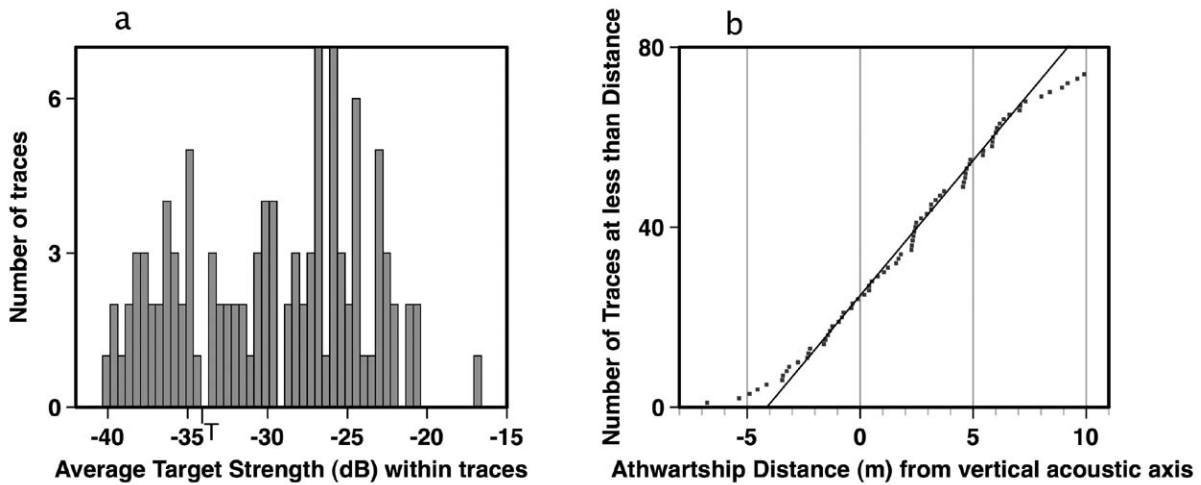 a
Number of traces
6
3
0
-40
-35
T
-30
-25
-20
-15
Average Target Strength (dB) within traces
b
Number of Traces at less than Distance
80
40
0
-5
0
5
10
Athwartship Distance (m) from vertical acoustic axis